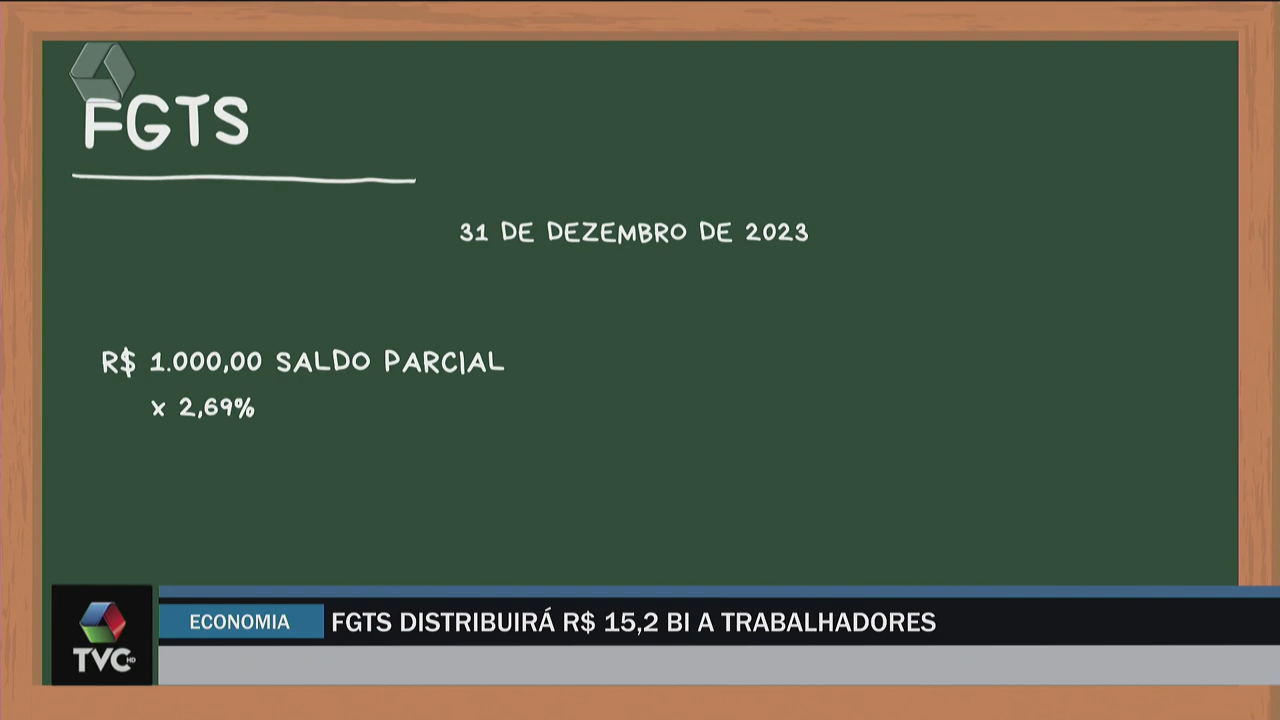 FGTS
31 DE DEZEMBRO DE 2023
R$ 1.000,00 SALDO PARCIAL
x 2,69%
ECONOMIA
FGTS DISTRIBUIRÁ R$ 15,2 BI A TRABALHADORES
TVC HD